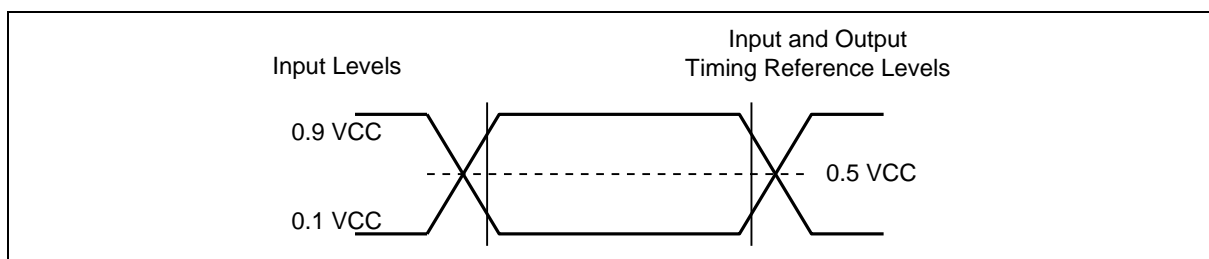 Input Levels
Input and Output
Timing Reference Levels
0.9 VCC
0.5 VCC
0.1 VCC